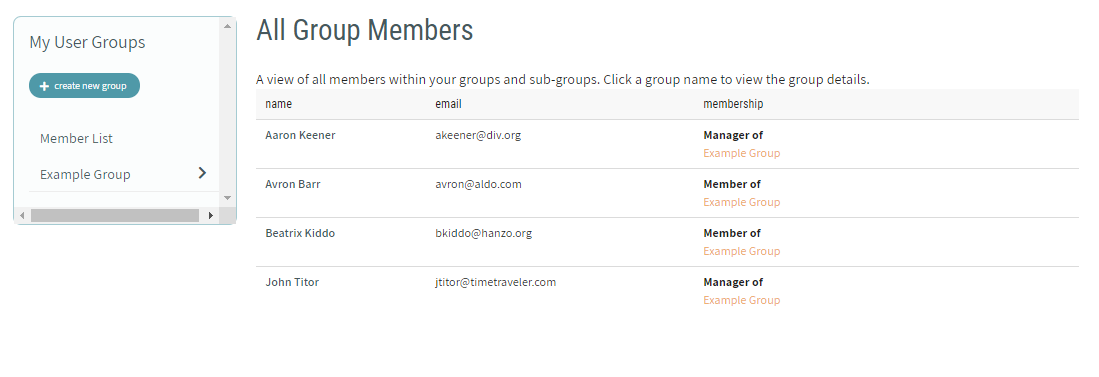 My User Groups
create new group
Member List
Example Group
All Group Members
A view of all members within your groups and sub-groups. Click a group name to view the group details.
name email membership
Aaron Keener akeener@div.org Manager of
Example Group
Avron Barr avron@aldo.com Member of
Example Group
Beatrix Kiddo bkiddo@hanzo.org Member of
Example Group
John Titor jtitor@timetraveler.com Manager of
Example Group